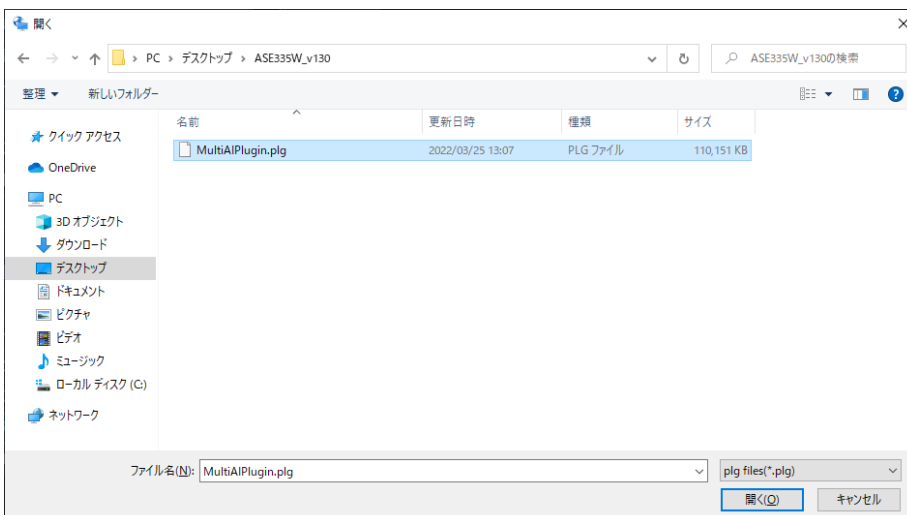 開く
PC > デスクトップ > ASE335W_v130
ASE335W_v130の検索
整理 新しいフォルダー
名前 更新日時 種類 サイズ
MultiAIPlugin.plg 2022/03/25 13:07 PLG ファイル 110,151 KB
クイック アクセス
OneDrive
PC
3D オブジェクト
ダウンロード
デスクトップ
ドキュメント
ピクチャ
ビデオ
ミュージック
ローカル ディスク (C:)
ネットワーク
ファイル名(N): MultiAIPlugin.plg
plg files(*.plg)
開く(O) キャンセル